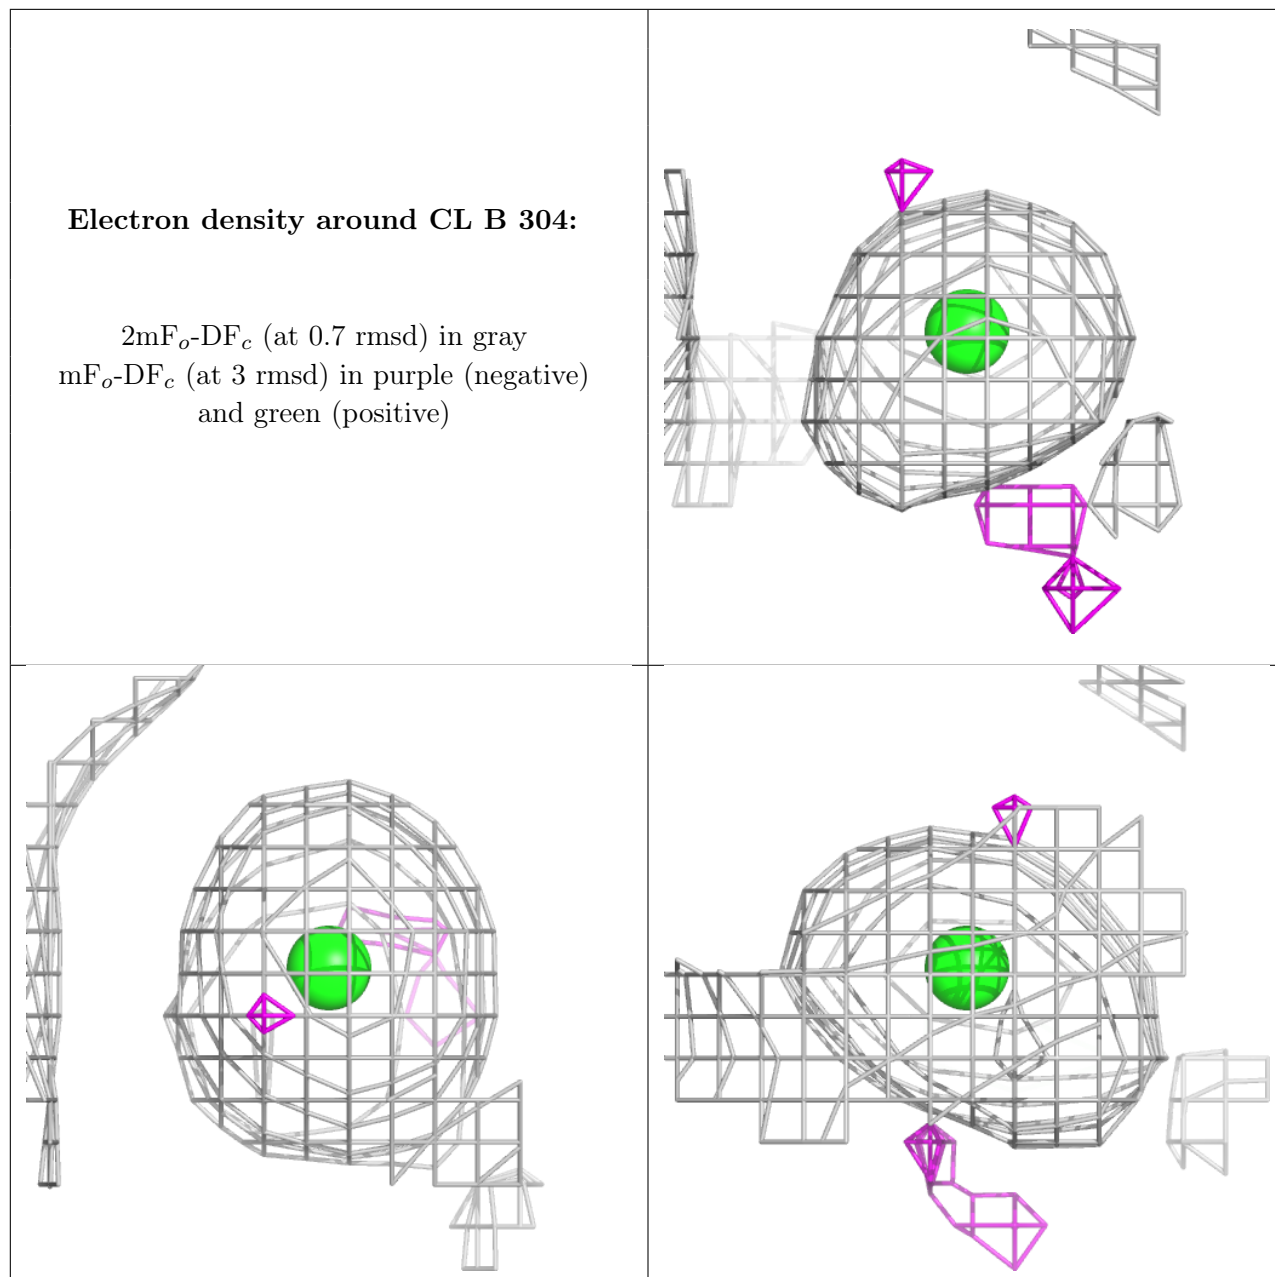 Electron density around CL B 304:
2mFo-DFc (at 0.7 rmsd) in gray
mFo-DFc (at 3 rmsd) in purple (negative)
and green (positive)